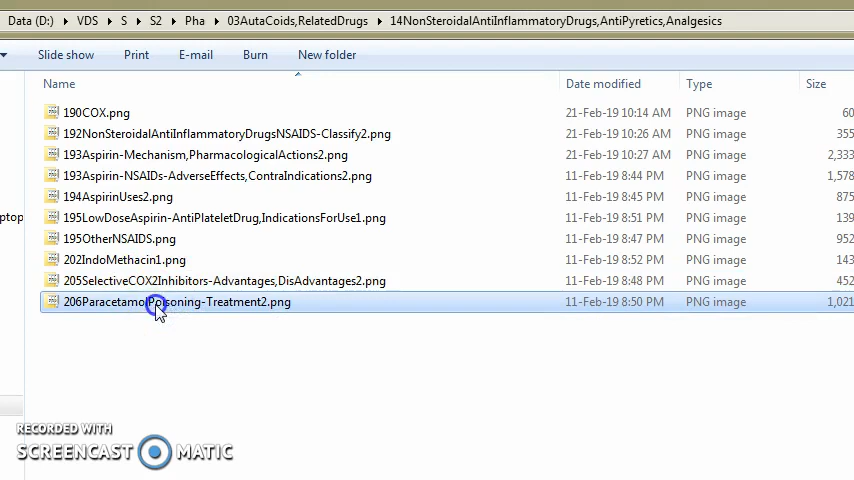 Data (D:) VDS S S2 Pha 03AutaCoids,RelatedDrugs 14NonSteroidalAntiInflammatoryDrugs,AntiPyretics,Analgesics
Slide show Print E-mail Burn New folder
Name Date modified Type Size
190COX.png 21-Feb-19 10:14 AM PNG image 60
192NonSteroidalAntiInflammatoryDrugsNSAIDS-Classify2.png 21-Feb-19 10:26 AM PNG image 355
193Aspirin-Mechanism,PharmacologicalActions2.png 21-Feb-19 10:27 AM PNG image 2,333
193Aspirin-NSAIDs-AdverseEffects,ContraIndications2.png 11-Feb-19 8:44 PM PNG image 1,578
194AspirinUses2.png 11-Feb-19 8:45 PM PNG image 875
ptop 195LowDoseAspirin-AntiPlateletDrug,IndicationsForUse1.png 11-Feb-19 8:51 PM PNG image 139
195OtherNSAIDS.png 11-Feb-19 8:47 PM PNG image 952
202IndoMethacin1.png 11-Feb-19 8:52 PM PNG image 143
205SelectiveCOX2Inhibitors-Advantages,DisAdvantages2.png 11-Feb-19 8:48 PM PNG image 452
206ParacetamolPoisoning-Treatment2.png 11-Feb-19 8:50 PM PNG image 1,021
RECORDED WITH
SCREENCAST MATIC